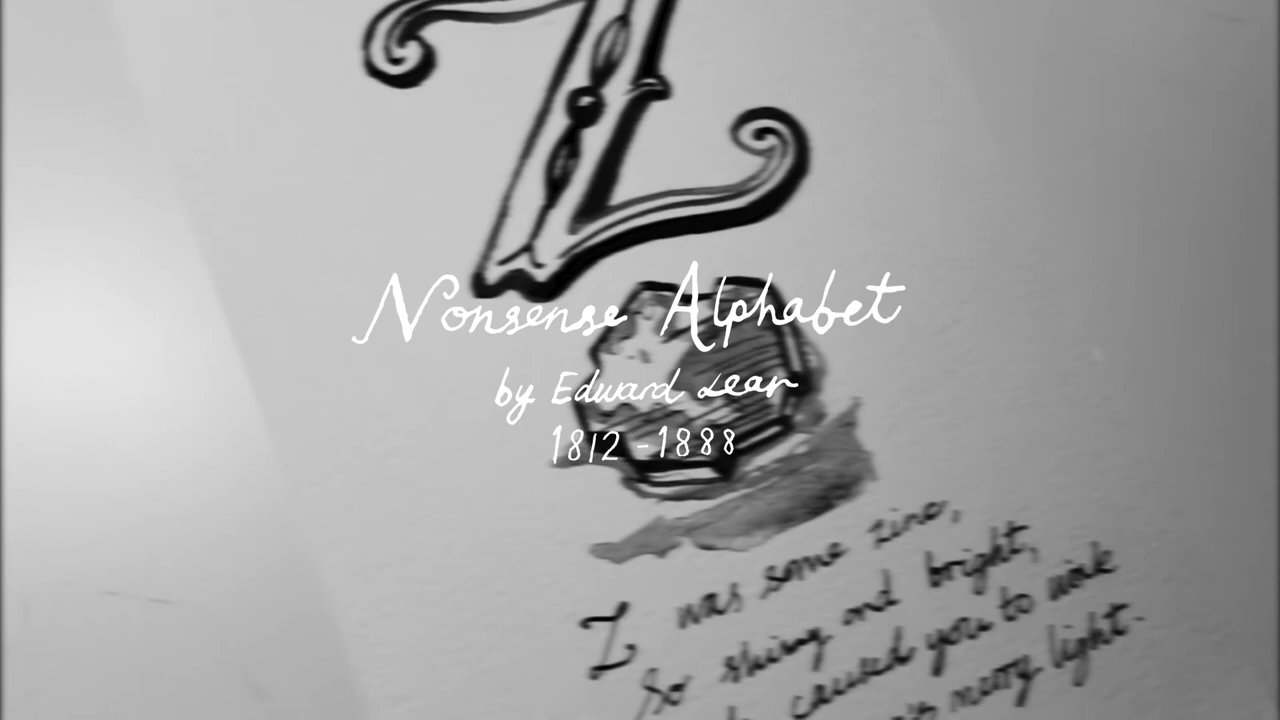 Z
Nonsense Alphabet
by Edward Lear
1812 - 1888
Z was some zinc,
So shiny and bright,
caused you to wink
merry light.